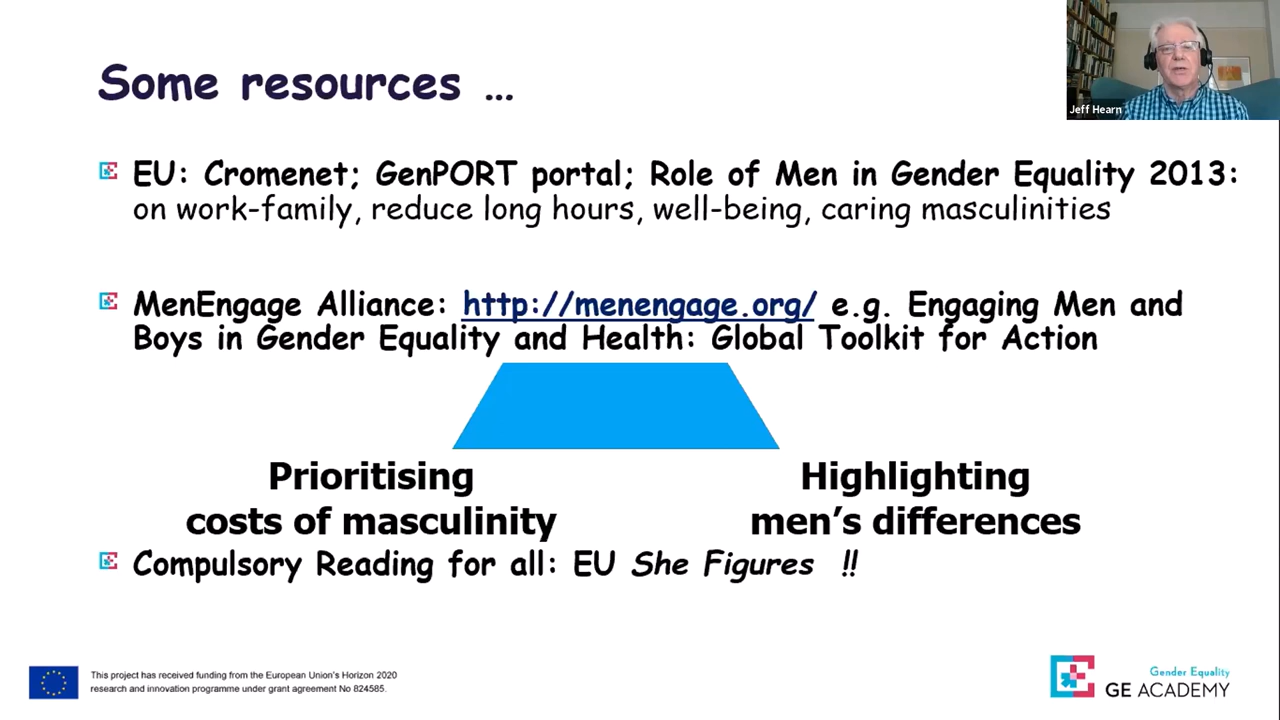 Some resources ...
Jeff Hearn
EU: Cromenet; GenPORT portal; Role of Men in Gender Equality 2013:
on work-family, reduce long hours, well-being, caring masculinities
MenEngage Alliance: http://menengage.org/ e.g. Engaging Men and
Boys in Gender Equality and Health: Global Toolkit for Action
Prioritising
costs of masculinity
Highlighting
men’s differences
Compulsory Reading for all: EU She Figures !!
This project has received funding from the European Union’s Horizon 2020
research and innovation programme under grant agreement No 824585.
Gender Equality
GE ACADEMY